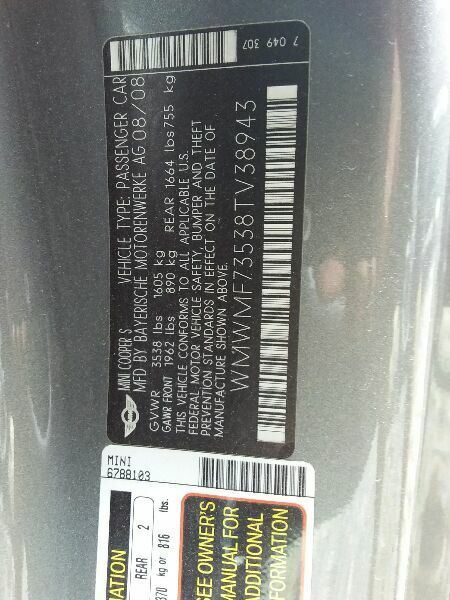 7 049 307
MINI COOPER S VEHICLE TYPE: PASSENGER CAR
MFD BY BAYERISCHE MOTORENWERKE AG 08/08
GVWR 3538 lbs 1605 kg
GAWR FRONT 1962 lbs 890 kg REAR 1664 lbs 755 kg
THIS VEHICLE CONFORMS TO ALL APPLICABLE U.S.
FEDERAL MOTOR VEHICLE SAFETY BUMPER AND THEFT
PREVENTION STANDARDS IN EFFECT ON THE DATE OF
MANUFACTURE SHOWN ABOVE.
WMWMF73538TV38943
MINI
6788103
MATION
REAR 2
370 kg or 816 lbs.
SEE OWNER'S
MANUAL FOR
ADDITIONAL
FORMATION